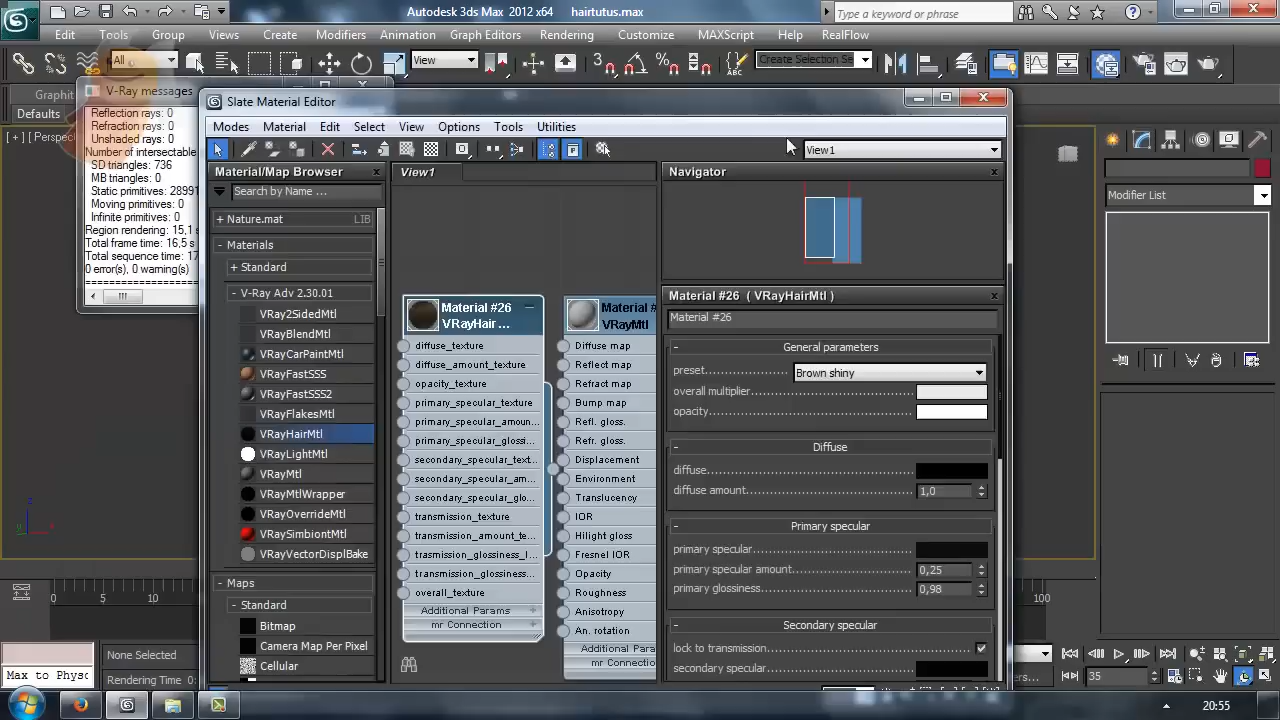 Autodesk 3ds Max 2012 x64 hairtutus.max
Type a keyword or phrase
Edit Tools Group Views Create Modifiers Animation Graph Editors Rendering Customize MAXScript Help RealFlow
All
View
Create Selection Se
Defaults
[ + ] [ Perspect
V-Ray messages
Reflection rays: 0
Refraction rays: 0
Unshaded rays: 0
Number of intersectable
SD triangles: 736
MB triangles: 0
Static primitives: 28991
Moving primitives: 0
Infinite primitives: 0
Region rendering: 15,1 s
Total frame time: 16,5 s
Total sequence time: 17
0 error(s), 0 warning(s)
Slate Material Editor
Modes Material Edit Select View Options Tools Utilities
View1
Material/Map Browser
Search by Name ...
+ Nature.mat LIB
- Materials
+ Standard
- V-Ray Adv 2.30.01
VRay2SidedMtl
VRayBlendMtl
VRayCarPaintMtl
VRayFastSSS
VRayFastSSS2
VRayFlakesMtl
VRayHairMtl
VRayLightMtl
VRayMtl
VRayMtlWrapper
VRayOverrideMtl
VRaySimbiontMtl
VRayVectorDisplBake
- Maps
- Standard
Bitmap
Camera Map Per Pixel
Cellular
View1
Material #26
VRayHair ...
diffuse_texture
diffuse_amount_texture
opacity_texture
primary_specular_texture
primary_specular_amoun...
primary_specular_glossi...
secondary_specular_text...
secondary_specular_am...
secondary_specular_glo...
transmission_texture
transmission_amount_te...
trasmission_glossiness_l...
transmission_glossiness...
overall_texture
Additional Params +
mr Connection
Material #
VRayMtl
Diffuse map
Reflect map
Refract map
Bump map
Refl. gloss.
Refr. gloss.
Displacement
Environment
Translucency
IOR
Hilight gloss
Fresnel IOR
Opacity
Roughness
Anisotropy
An. rotation
Additional Para
mr Connectio
Navigator
Material #26 ( VRayHairMtl )
Material #26
- General parameters
preset Brown shiny
overall multiplier
opacity
- Diffuse
diffuse
diffuse amount 1,0
- Primary specular
primary specular
primary specular amount 0,25
primary glossiness 0,98
- Secondary specular
lock to transmission
secondary specular
Modifier List
0 5 10 100
Max to Phys:
None Selected
Rendering Time
35
20:55